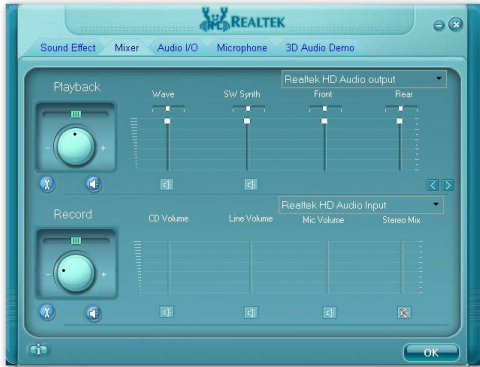 REALTEK
Sound Effect Mixer Audio I/O Microphone 3D Audio Demo
Realtek HD Audio output
Playback
Wave SW Synth Front Rear
- +
Realtek HD Audio Input
Record
CD Volume Line Volume Mic Volume Stereo Mix
- +
i OK